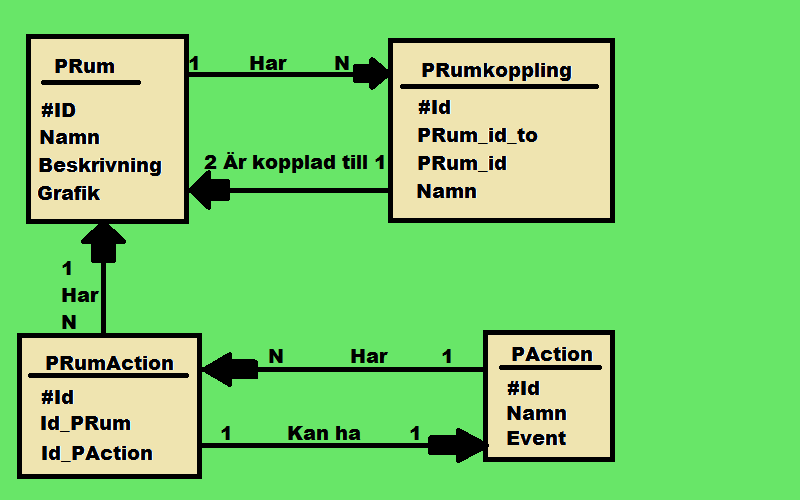 PRum
#ID
Namn
Beskrivning
Grafik
1 Har N
PRumkoppling
#Id
PRum_id_to
PRum_id
Namn
2 Är kopplad till 1
1
Har
N
PRumAction
#Id
Id_PRum
Id_PAction
N Har 1
1 Kan ha 1
PAction
#Id
Namn
Event